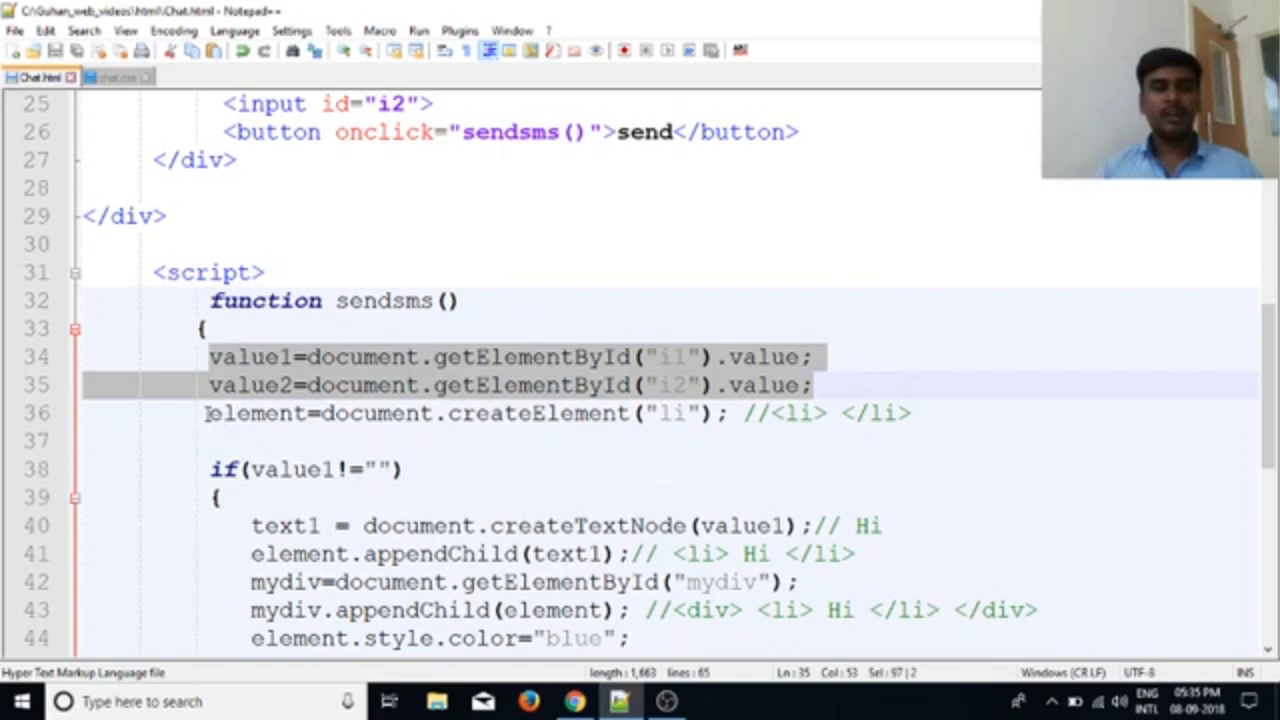 C:\Guhan_web_videos\html\Chat.html - Notepad++
File Edit Search View Encoding Language Settings Tools Macro Run Plugins Window ?
Chat.html chat.css
25 <input id="i2">
26 <button onclick="sendsms()">send</button>
27 </div>
28
29 </div>
30
31 <script>
32 function sendsms()
33 {
34 value1=document.getElementById("i1").value;
35 value2=document.getElementById("i2").value;
36 element=document.createElement("li"); //<li> </li>
37
38 if(value1!="")
39 {
40 text1 = document.createTextNode(value1);// Hi
41 element.appendChild(text1);// <li> Hi </li>
42 mydiv=document.getElementById("mydiv");
43 mydiv.appendChild(element); //<div> <li> Hi </li> </div>
44 element.style.color="blue";
Hyper Text Markup Language file length : 1,663 lines : 65 Ln : 35 Col : 53 Sel : 97 | 2 Windows (CR LF) UTF-8 INS
Type here to search ENG 05:35 PM
INTL 08-09-2018